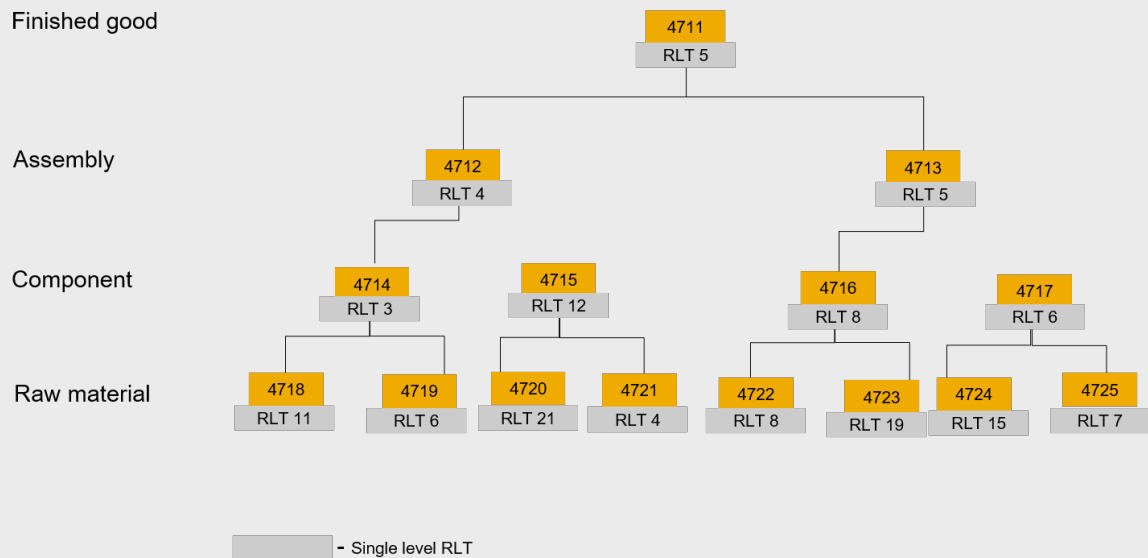 Finished good
4711
RLT 5
Assembly
4712
RLT 4
4713
RLT 5
Component
4714
RLT 3
4715
RLT 12
4716
RLT 8
4717
RLT 6
Raw material
4718
RLT 11
4719
RLT 6
4720
RLT 21
4721
RLT 4
4722
RLT 8
4723
RLT 19
4724
RLT 15
4725
RLT 7
- Single level RLT